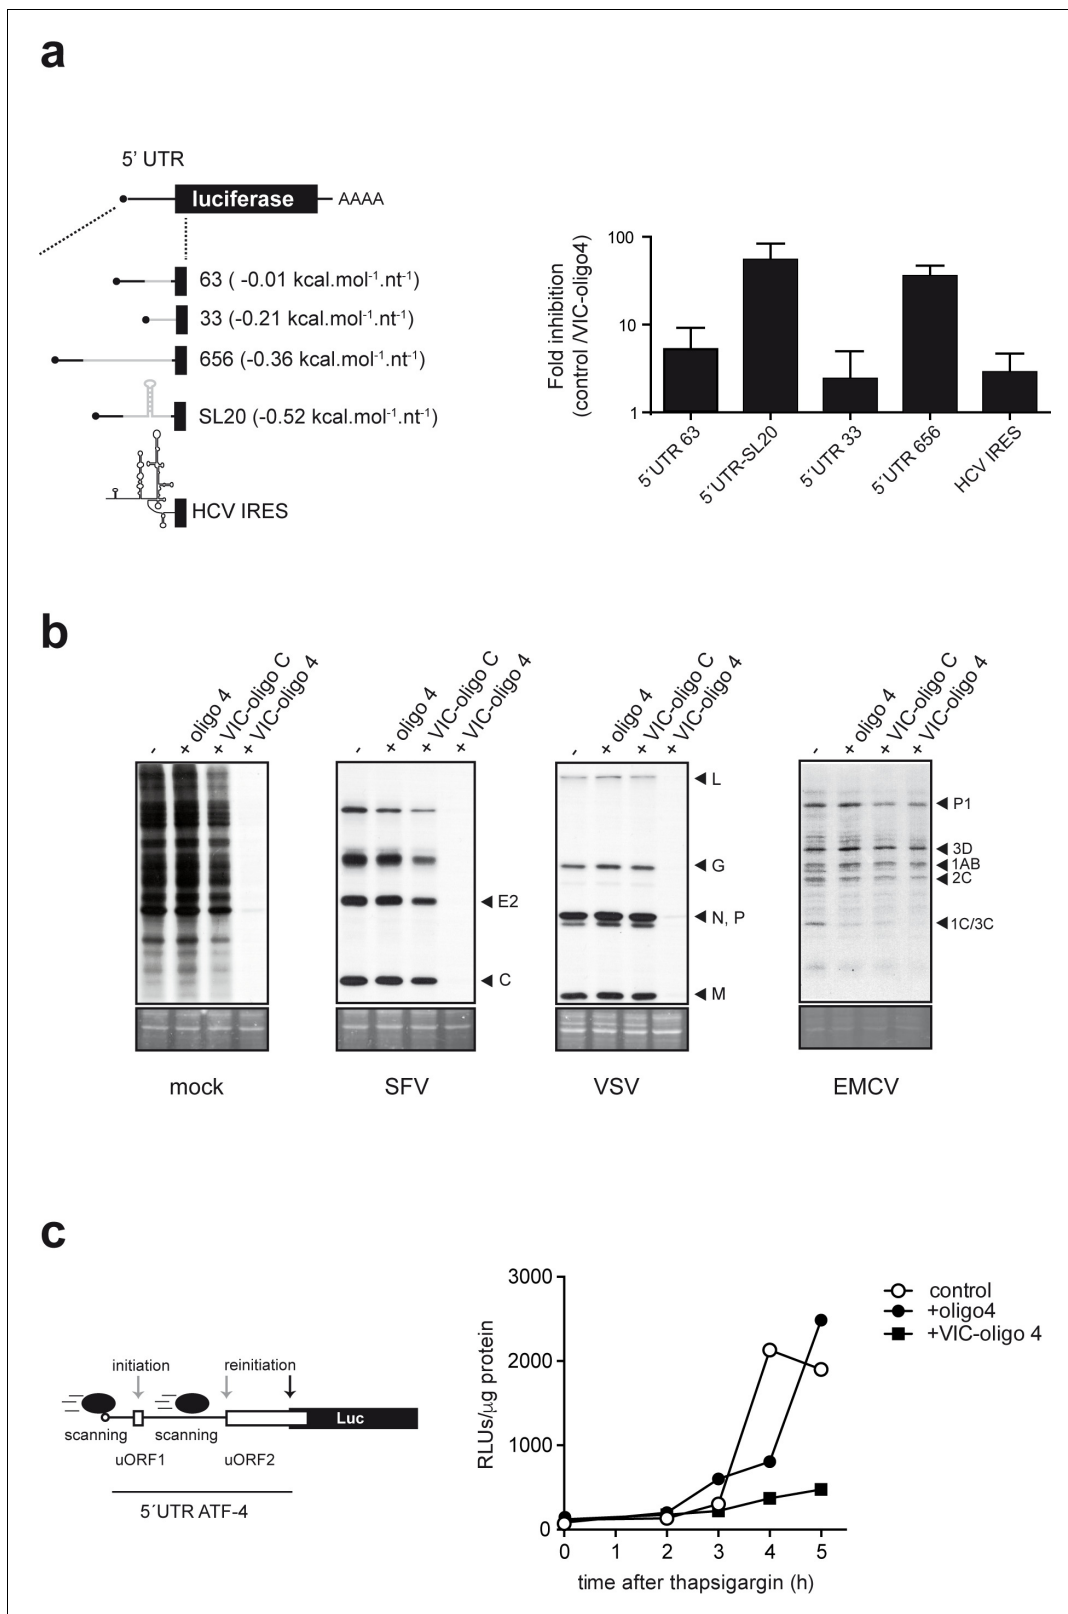 a
5' UTR
luciferase
AAAA
63 ( -0.01 kcal.mol-1.nt-1)
33 (-0.21 kcal.mol-1.nt-1)
656 (-0.36 kcal.mol-1.nt-1)
SL20 (-0.52 kcal.mol-1.nt-1)
HCV IRES
Fold inhibition
(control /VIC-oligo4)
100
10
1
5´UTR 63
5´UTR-SL20
5´UTR 33
5´UTR 656
HCV IRES
b
-
+ oligo 4
+ VIC-oligo C
+ VIC-oligo 4
mock
-
+ oligo 4
+ VIC-oligo C
+ VIC-oligo 4
E2
C
SFV
-
+ oligo 4
+ VIC-oligo C
+ VIC-oligo 4
L
G
N, P
M
VSV
-
+ oligo 4
+ VIC-oligo C
+ VIC-oligo 4
P1
3D
1AB
2C
1C/3C
EMCV
c
initiation
reinitiation
Luc
scanning
scanning
uORF1
uORF2
5´UTR ATF-4
RLUs/µg protein
3000
2000
1000
0
0 1 2 3 4 5
time after thapsigargin (h)
control
+oligo4
+VIC-oligo 4